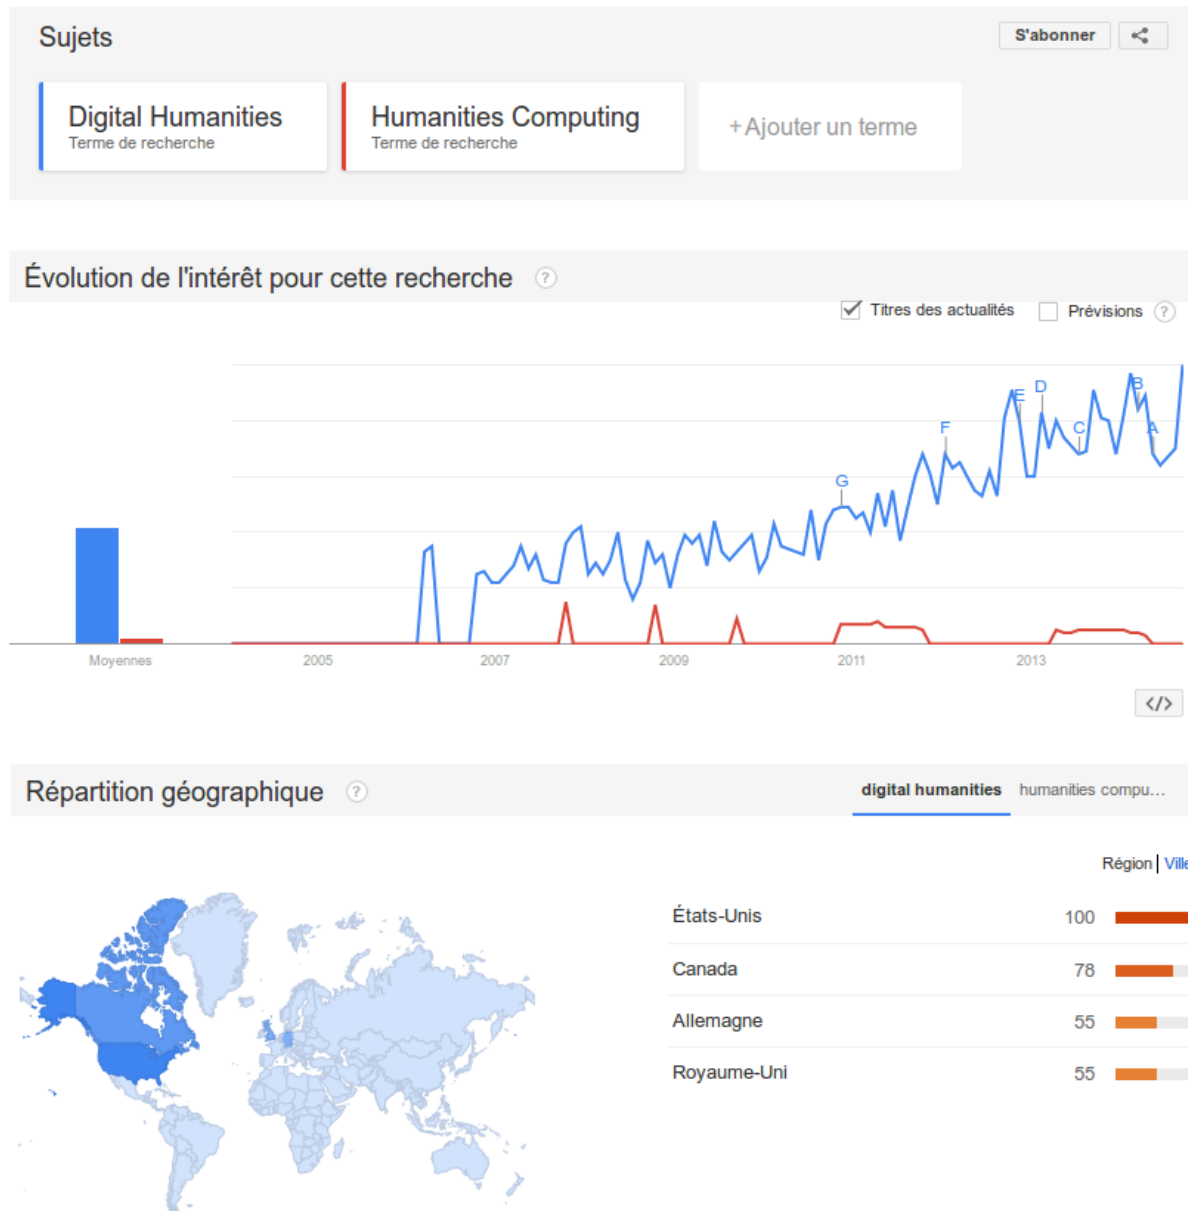 Sujets
S'abonner
Digital Humanities
Terme de recherche
Humanities Computing
Terme de recherche
+Ajouter un terme
Évolution de l'intérêt pour cette recherche ?
Titres des actualités
Prévisions ?
G
F
E
D
C
B
A
Moyennes
2005
2007
2009
2011
2013
</>
Répartition géographique ?
digital humanities
humanities compu...
Région | Ville
États-Unis 100
Canada 78
Allemagne 55
Royaume-Uni 55